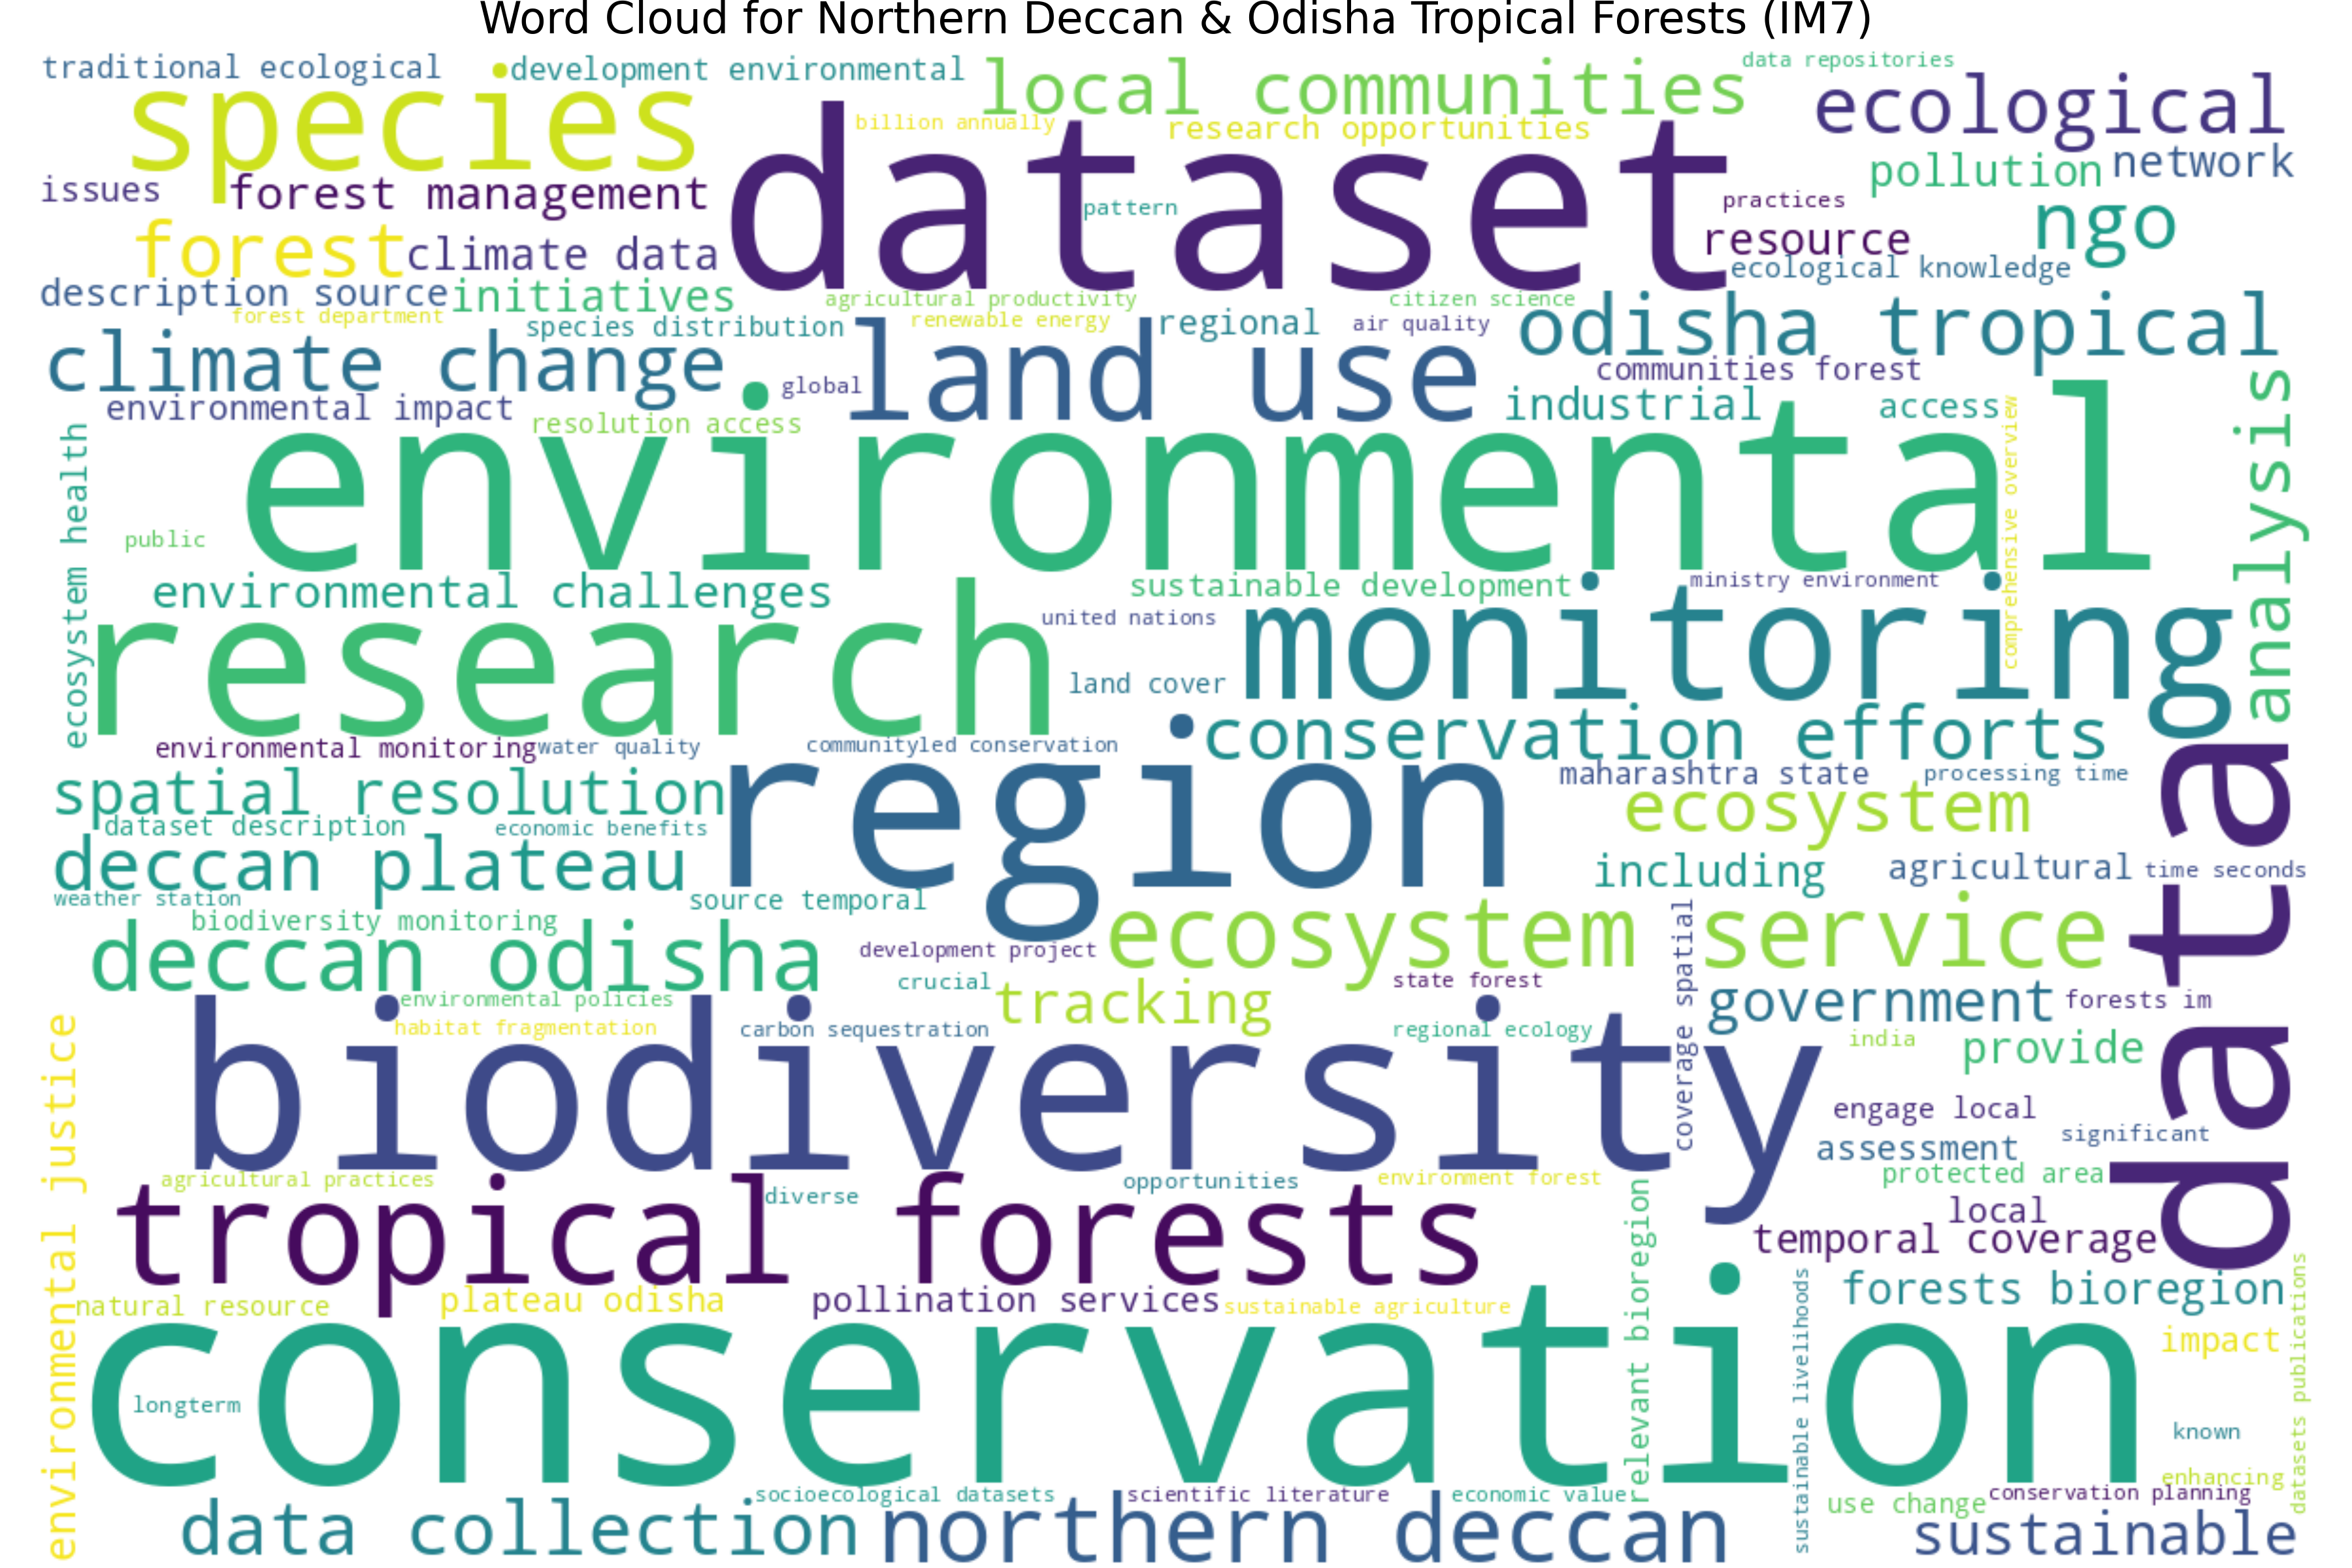 Word Cloud for Northern Deccan & Odisha Tropical Forests (IM7)
traditional ecological
development environmental
local communities
data repositories
species
dataset
billion annually
research opportunities
ecological
pollution
network
issues
forest management
pattern
practices
resource
ngo
forest
climate data
ecological knowledge
description source
initiatives
agricultural productivity
citizen science
forest department
species distribution
renewable energy
regional
air quality
odisha tropical
climate change
land use
global
communities forest
environmental impact
resolution access
industrial
access
environmental
comprehensive overview
analysis
ecosystem health
public
environmental challenges
sustainable development
ministry environment
research
united nations
monitoring
land cover
conservation efforts
environmental monitoring
water quality
communityled conservation
region
spatial resolution
maharashtra state
processing time
ecosystem
dataset description
economic benefits
deccan plateau
including
agricultural
time seconds
data
weather station
source temporal
biodiversity monitoring
deccan odisha
development project
ecosystem service
coverage spatial
crucial
state forest
tracking
government
forests im
environmental policies
habitat fragmentation
carbon sequestration
regional ecology
india
provide
biodiversity
environmental justice
engage local
assessment
significant
agricultural practices
opportunities
environment forest
protected area
diverse
tropical forests
relevant bioregion
local
temporal coverage
natural resource
plateau odisha
pollination services
sustainable agriculture
forests bioregion
sustainable livelihoods
datasets publications
impact
conservation
longterm
known
enhancing
socioecological datasets
scientific literature
economic value
use change
conservation planning
data collection
northern deccan
sustainable